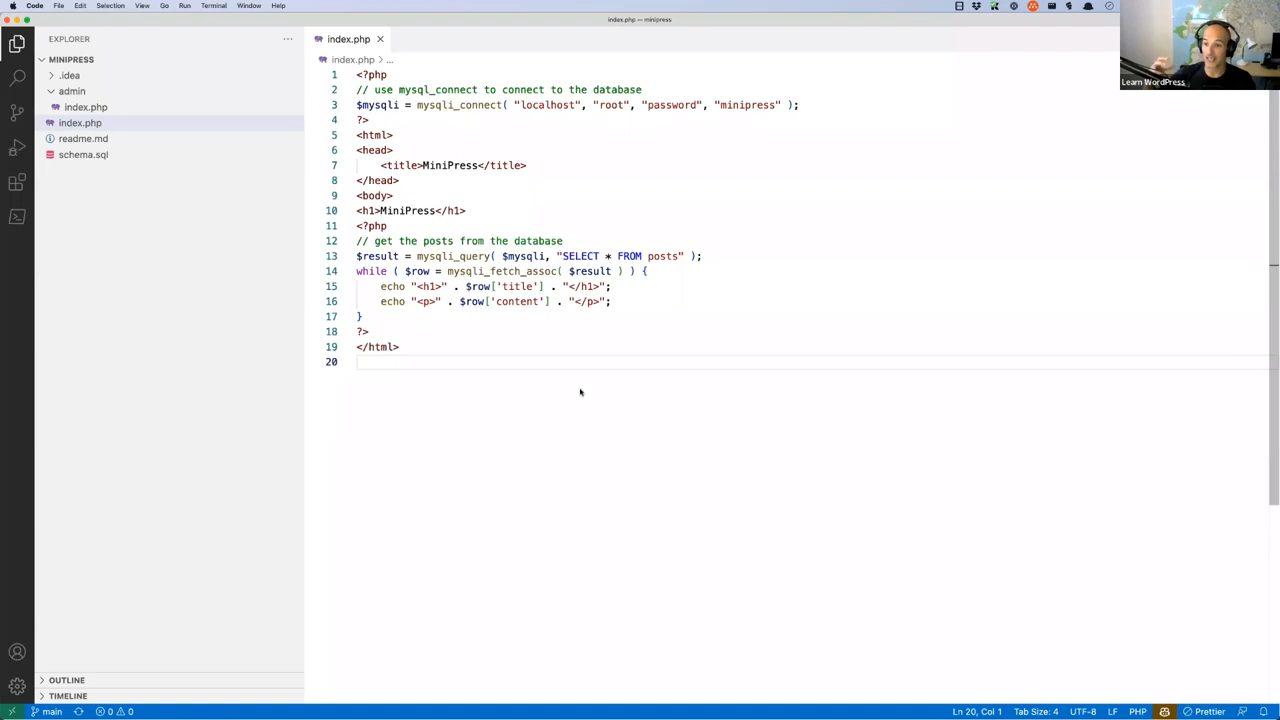 Code File Edit Selection View Go Run Terminal Window Help
index.php — minipress
Learn WordPress
EXPLORER
MINIPRESS
.idea
admin
index.php
index.php
readme.md
schema.sql
OUTLINE
TIMELINE
index.php
index.php > ...
1 <?php
2 // use mysql_connect to connect to the database
3 $mysqli = mysqli_connect( "localhost", "root", "password", "minipress" );
4 ?>
5 <html>
6 <head>
7 <title>MiniPress</title>
8 </head>
9 <body>
10 <h1>MiniPress</h1>
11 <?php
12 // get the posts from the database
13 $result = mysqli_query( $mysqli, "SELECT * FROM posts" );
14 while ( $row = mysqli_fetch_assoc( $result ) ) {
15 echo "<h1>" . $row['title'] . "</h1>";
16 echo "<p>" . $row['content'] . "</p>";
17 }
18 ?>
19 </html>
20
main 0 0 Ln 20, Col 1 Tab Size: 4 UTF-8 LF PHP Prettier